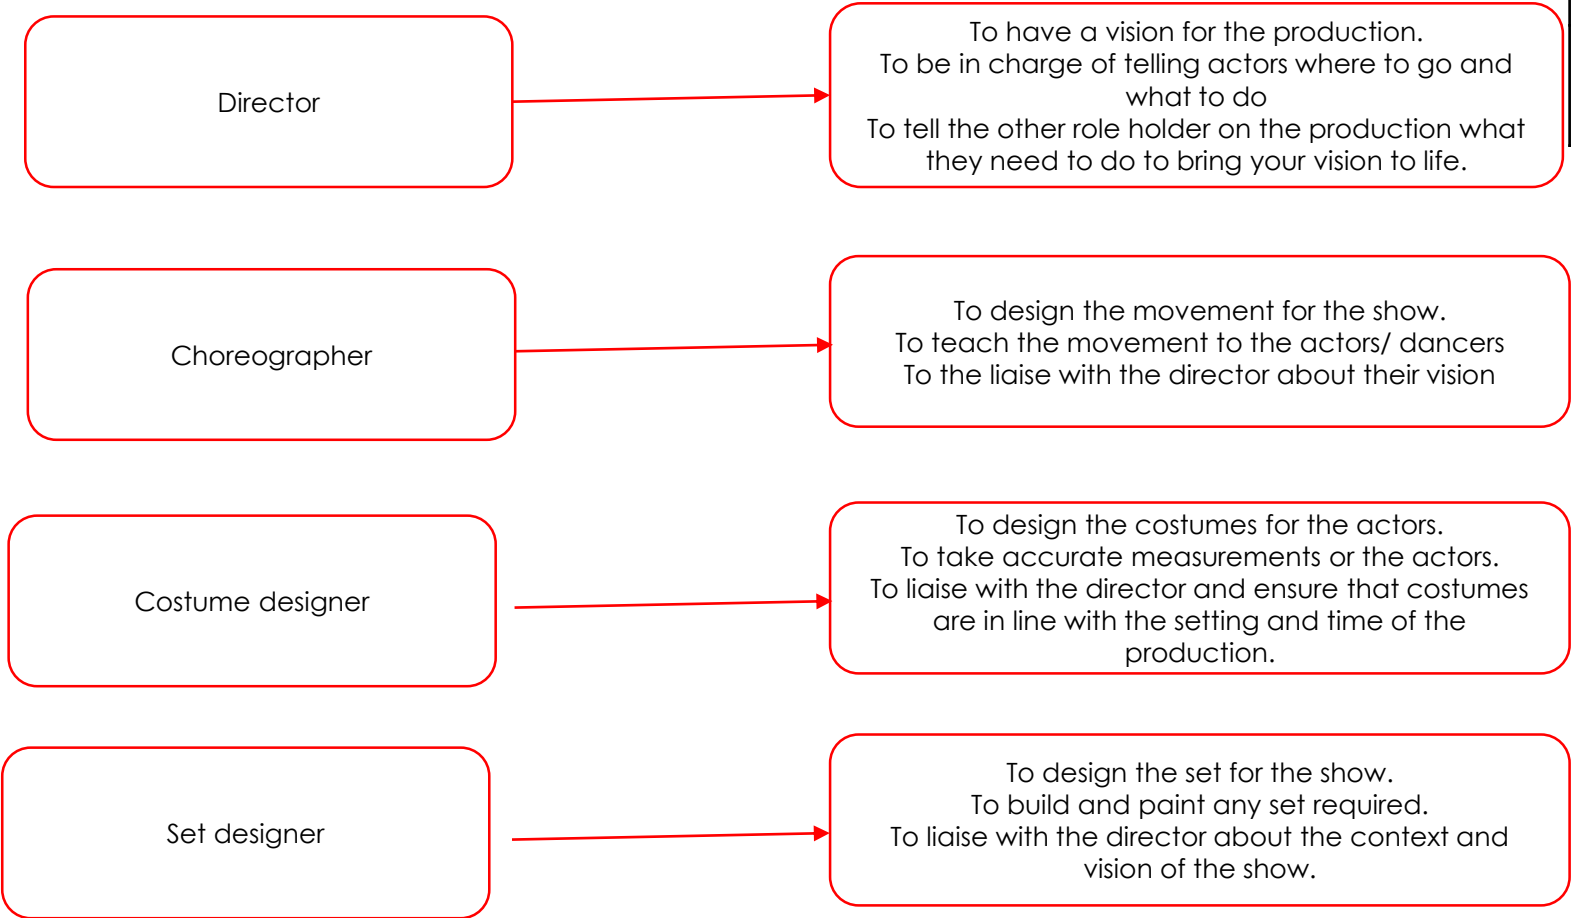 Director
To have a vision for the production.
To be in charge of telling actors where to go and
what to do
To tell the other role holder on the production what
they need to do to bring your vision to life.
Choreographer
To design the movement for the show.
To teach the movement to the actors/ dancers
To the liaise with the director about their vision
Costume designer
To design the costumes for the actors.
To take accurate measurements or the actors.
To liaise with the director and ensure that costumes
are in line with the setting and time of the
production.
Set designer
To design the set for the show.
To build and paint any set required.
To liaise with the director about the context and
vision of the show.